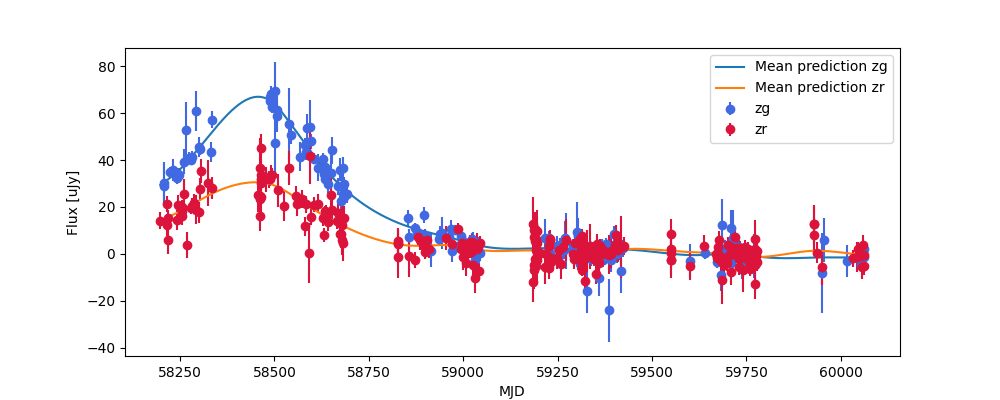 80
60
40
20
0
−20
−40
Flux [uJy]
58250
58500
58750
59000
59250
59500
59750
60000
MJD
Mean prediction zg
Mean prediction zr
zg
zr